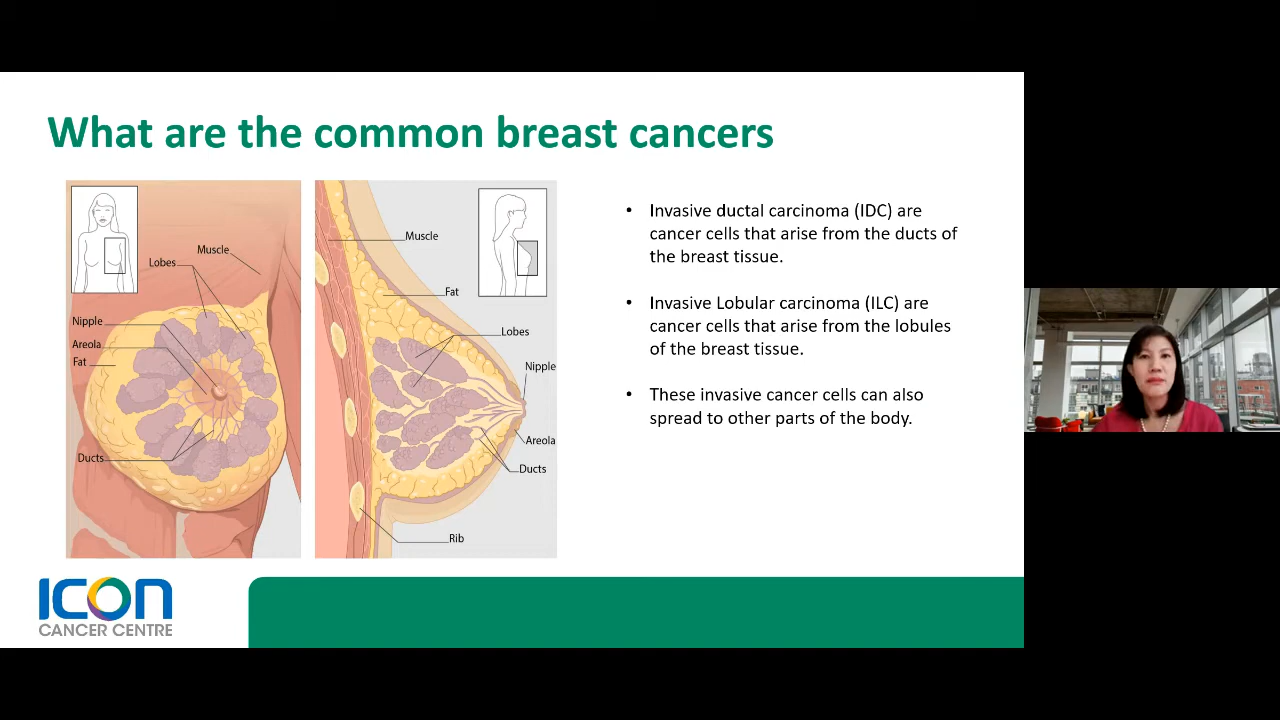 What are the common breast cancers
Muscle
Lobes
Nipple
Areola
Fat
Ducts
Muscle
Fat
Lobes
Nipple
Areola
Ducts
Rib
• Invasive ductal carcinoma (IDC) are
cancer cells that arise from the ducts of
the breast tissue.
• Invasive Lobular carcinoma (ILC) are
cancer cells that arise from the lobules
of the breast tissue.
• These invasive cancer cells can also
spread to other parts of the body.
ICON
CANCER CENTRE